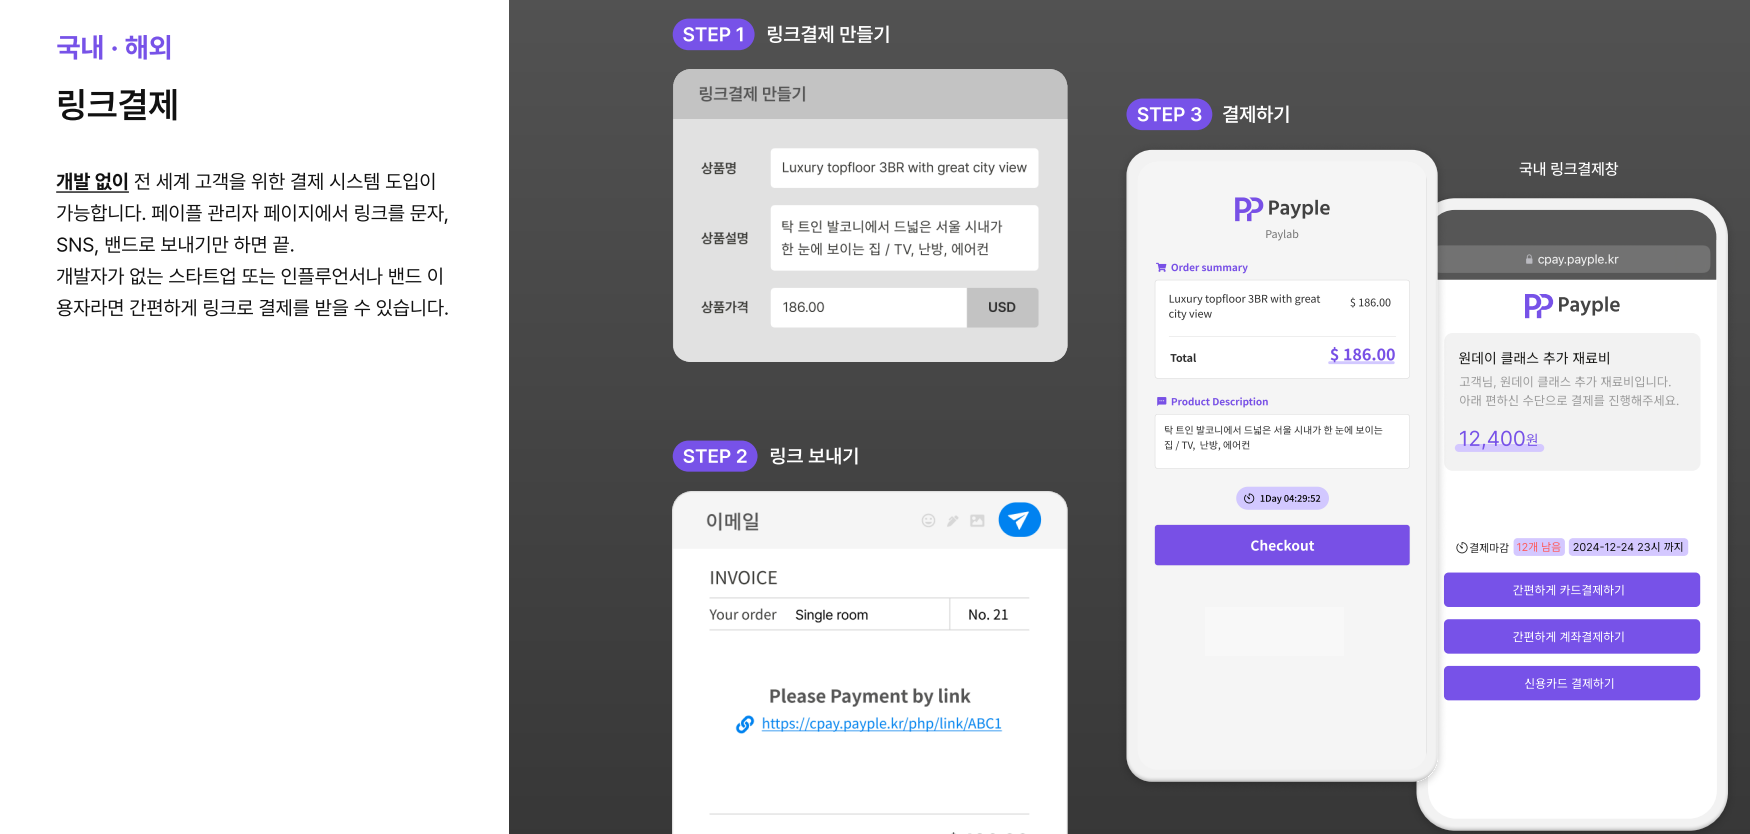 국내 · 해외
링크결제
개발 없이 전 세계 고객을 위한 결제 시스템 도입이
가능합니다. 페이플 관리자 페이지에서 링크를 문자,
SNS, 밴드로 보내기만 하면 끝.
개발자가 없는 스타트업 또는 인플루언서나 밴드 이
용자라면 간편하게 링크로 결제를 받을 수 있습니다.
STEP 1 링크결제 만들기
링크결제 만들기
상품명 Luxury topfloor 3BR with great city view
상품설명 탁 트인 발코니에서 드넓은 서울 시내가
한 눈에 보이는 집 / TV, 난방, 에어컨
상품가격 186.00 USD
STEP 2 링크 보내기
이메일
INVOICE
Your order Single room No. 21
Please Payment by link
https://cpay.payple.kr/php/link/ABC1
STEP 3 결제하기
Payple
Paylab
Order summary
Luxury topfloor 3BR with great $ 186.00
city view
Total $ 186.00
Product Description
탁 트인 발코니에서 드넓은 서울 시내가 한 눈에 보이는
집 / TV, 난방, 에어컨
1Day 04:29:52
Checkout
국내 링크결제창
cpay.payple.kr
Payple
원데이 클래스 추가 재료비
고객님, 원데이 클래스 추가 재료비입니다.
아래 편하신 수단으로 결제를 진행해주세요.
12,400원
결제마감 12개 남음 2024-12-24 23시 까지
간편하게 카드결제하기
간편하게 계좌결제하기
신용카드 결제하기